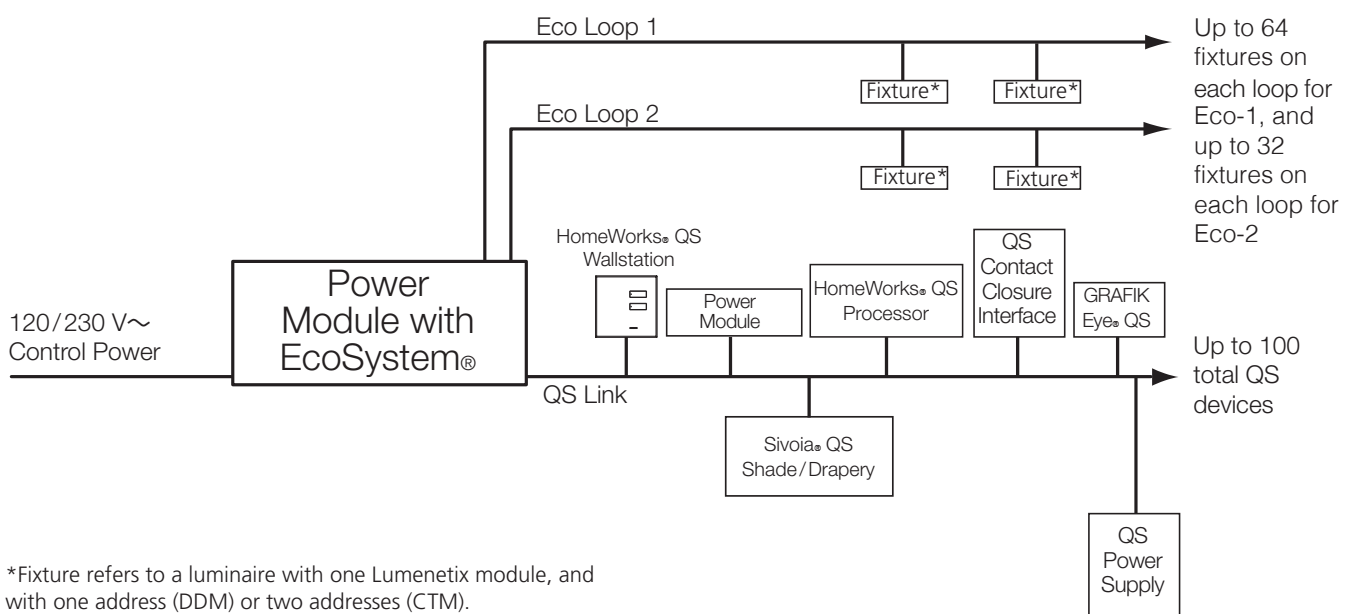 Eco Loop 1
Up to 64
fixtures on
each loop for
Eco-1, and
up to 32
fixtures on
each loop for
Eco-2
Fixture*
Fixture*
Eco Loop 2
Fixture*
Fixture*
HomeWorks® QS
Wallstation
Power
Module
HomeWorks® QS
Processor
QS
Contact
Closure
Interface
GRAFIK
Eye® QS
120/230 V~
Control Power
Power
Module with
EcoSystem®
QS Link
Up to 100
total QS
devices
Sivoia® QS
Shade/Drapery
QS
Power
Supply
*Fixture refers to a luminaire with one Lumenetix module, and
with one address (DDM) or two addresses (CTM).